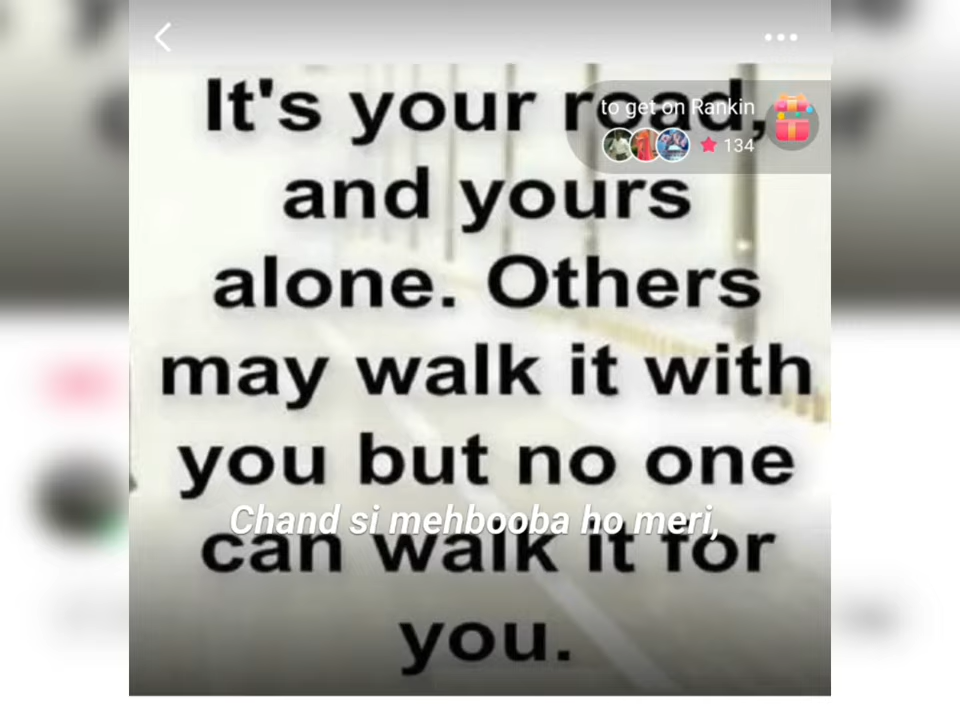 It's your road,
to get on Rankin
134
and yours
alone. Others
may walk it with
you but no one
Chand si mehbooba ho meri,
can walk it for
you.